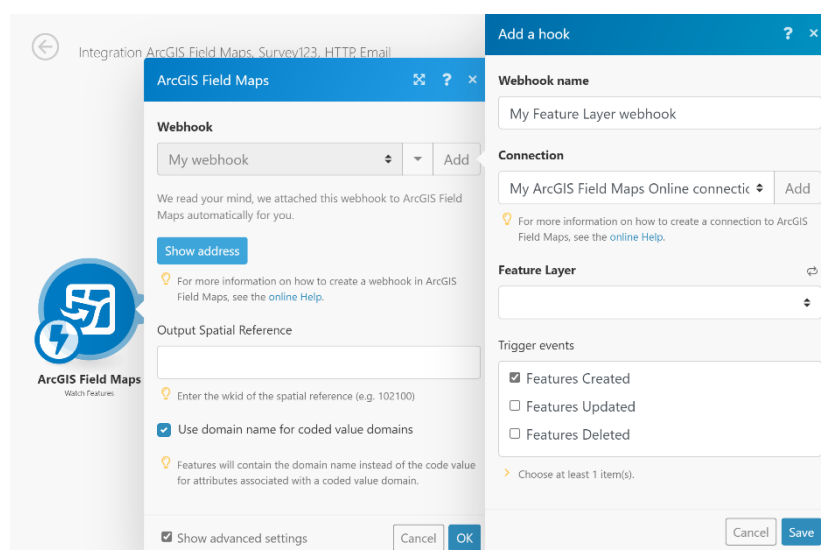 Integration ArcGIS Field Maps, Survey123, HTTP, Email
ArcGIS Field Maps
Watch Features
ArcGIS Field Maps
?
×
Webhook
My webhook
Add
We read your mind, we attached this webhook to ArcGIS Field
Maps automatically for you.
Show address
For more information on how to create a webhook in ArcGIS
Field Maps, see the online Help.
Output Spatial Reference
Enter the wkid of the spatial reference (e.g. 102100)
Use domain name for coded value domains
Features will contain the domain name instead of the code value
for attributes associated with a coded value domain.
Show advanced settings
Cancel
OK
Add a hook
?
×
Webhook name
My Feature Layer webhook
Connection
My ArcGIS Field Maps Online connectic
Add
For more information on how to create a connection to ArcGIS
Field Maps, see the online Help.
Feature Layer
Trigger events
Features Created
Features Updated
Features Deleted
Choose at least 1 item(s).
Cancel
Save